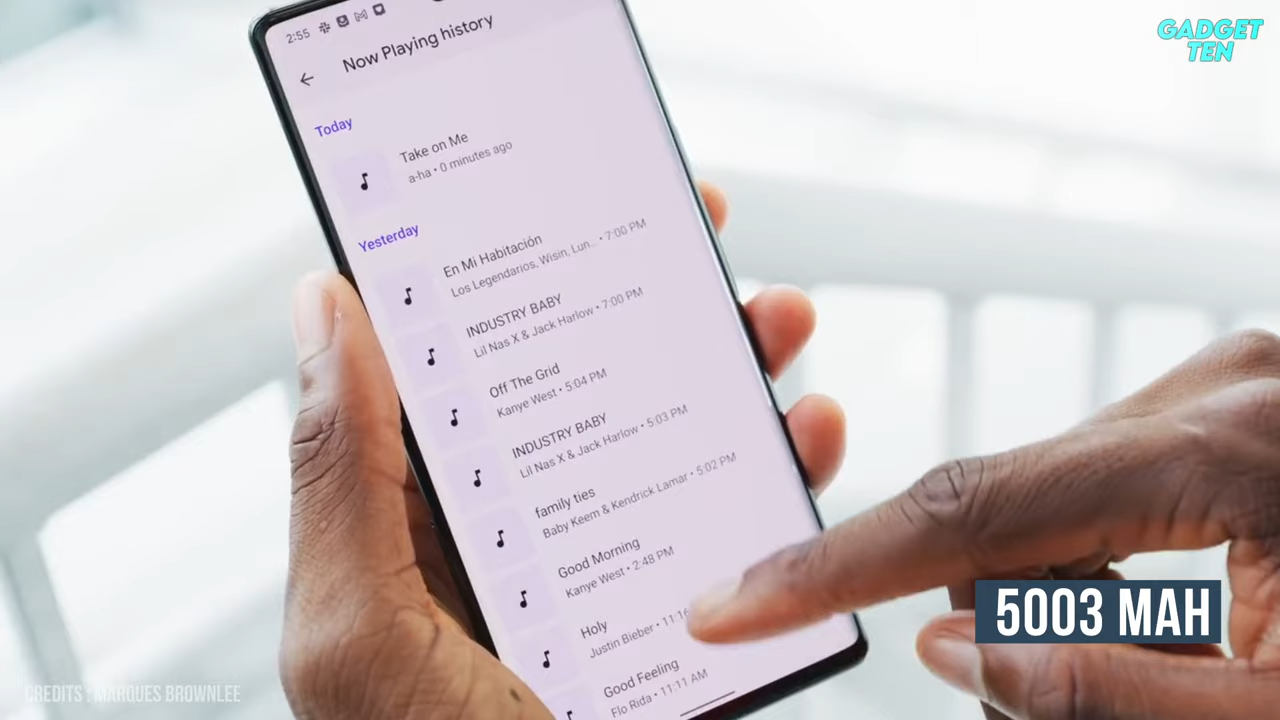 GADGET
TEN
2:55
Now Playing history
Today
Take on Me
a-ha • 0 minutes ago
Yesterday
En Mi Habitación
Los Legendarios, Wisin, Lun... • 7:00 PM
INDUSTRY BABY
Lil Nas X & Jack Harlow • 7:00 PM
Off The Grid
Kanye West • 5:04 PM
INDUSTRY BABY
Lil Nas X & Jack Harlow • 5:03 PM
family ties
Baby Keem & Kendrick Lamar • 5:02 PM
Good Morning
Kanye West • 2:48 PM
Holy
Justin Bieber • 11:16
Good Feeling
Flo Rida • 11:11 AM
5003 MAH
CREDITS : MARQUES BROWNLEE